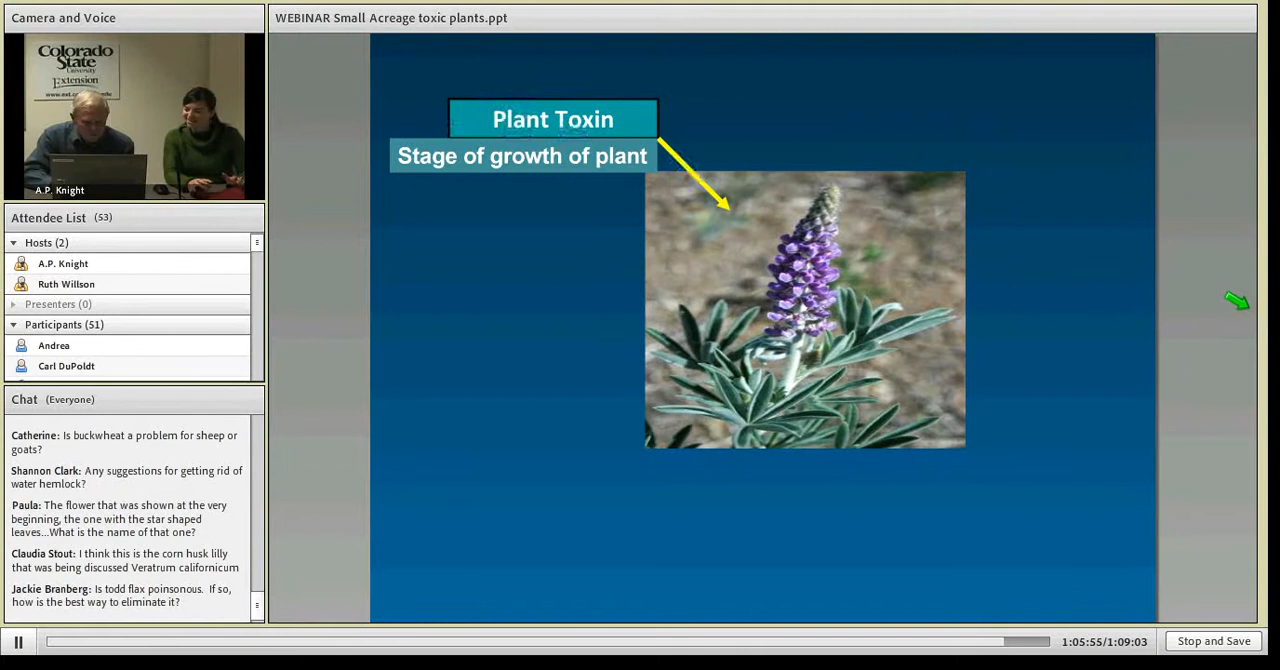 Camera and Voice
Colorado
State
University
Extension
A.P. Knight
Attendee List (53)
Hosts (2)
A.P. Knight
Ruth Willson
Presenters (0)
Participants (51)
Andrea
Carl DuPoldt
Chat (Everyone)
Catherine: Is buckwheat a problem for sheep or
goats?
Shannon Clark: Any suggestions for getting rid of
water hemlock?
Paula: The flower that was shown at the very
beginning, the one with the star shaped
leaves...What is the name of that one?
Claudia Stout: I think this is the corn husk lilly
that was being discussed Veratrum californicum
Jackie Branberg: Is todd flax poinsonous. If so,
how is the best way to eliminate it?
WEBINAR Small Acreage toxic plants.ppt
Plant Toxin
Stage of growth of plant
1:05:55/1:09:03
Stop and Save